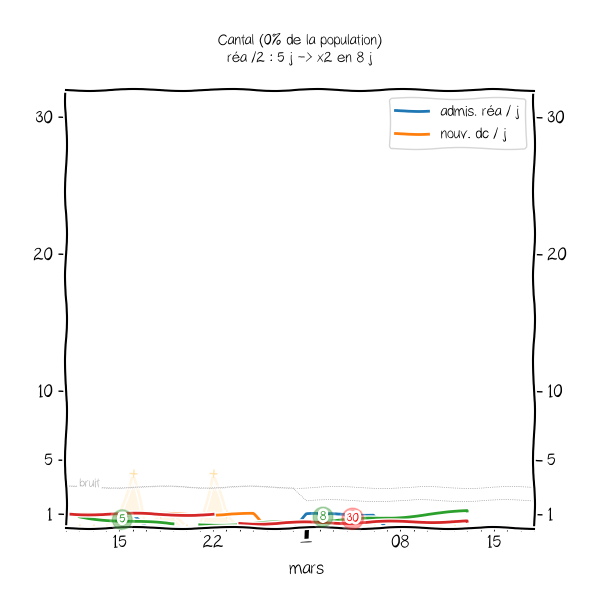 Cantal (0% de la population)
réa /2 : 5 j -> x2 en 8 j
admis. réa / j
nouv. dc / j
30 30
20 20
10 10
5 5
bruit
1 1
5 8 30
15 22 1 08 15
mars